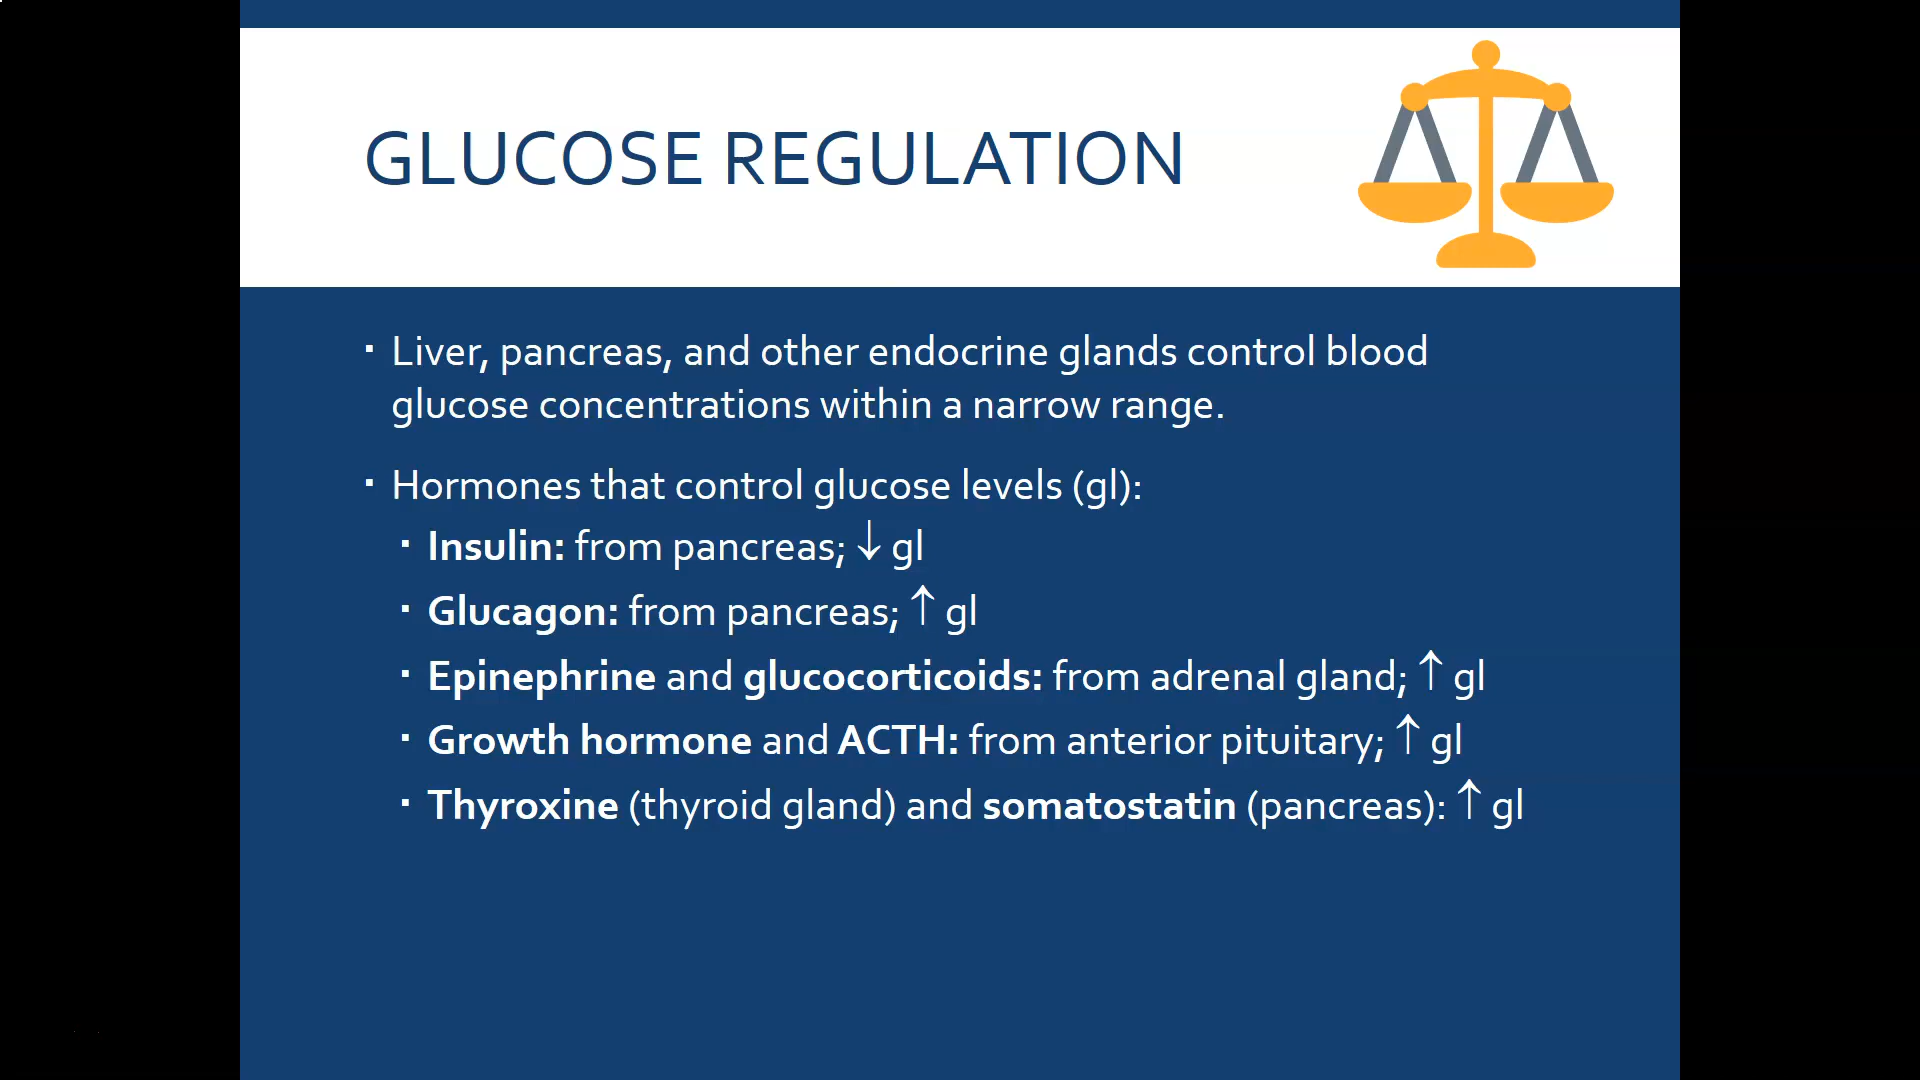 GLUCOSE REGULATION
▪ Liver, pancreas, and other endocrine glands control blood
glucose concentrations within a narrow range.
▪ Hormones that control glucose levels (gl):
▪ Insulin: from pancreas; ↓ gl
▪ Glucagon: from pancreas; ↑ gl
▪ Epinephrine and glucocorticoids: from adrenal gland; ↑ gl
▪ Growth hormone and ACTH: from anterior pituitary; ↑ gl
▪ Thyroxine (thyroid gland) and somatostatin (pancreas): ↑ gl